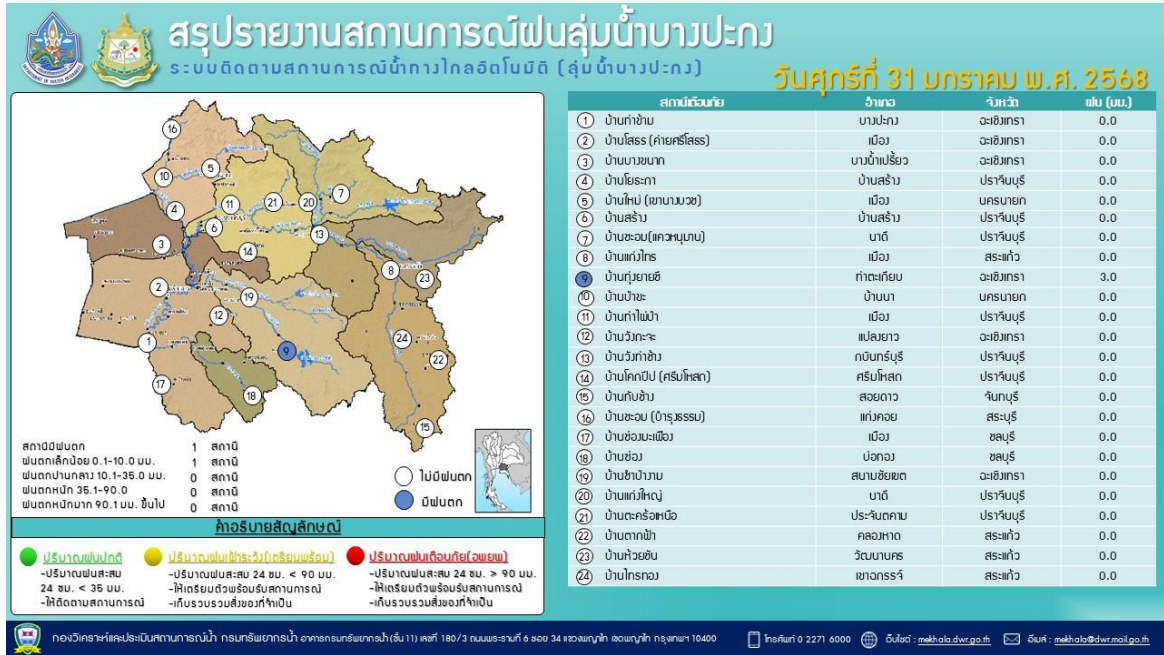 สรุปรายงานสถานการณ์ฝนลุ่มน้ำบางปะกง
ระบบติดตามสถานการณ์น้ำทางไกลอัตโนมัติ (ลุ่มน้ำบางปะกง)
วันศุกร์ที่ 31 มกราคม พ.ศ. 2568
สถานีเตือนภัย อำเภอ จังหวัด ฝน (มม.)
1 บ้านท่าข้าม บางปะกง ฉะเชิงเทรา 0.0
2 บ้านโสธร (ค่ายศรีโสธร) เมือง ฉะเชิงเทรา 0.0
3 บ้านบางขนาก บางน้ำเปรี้ยว ฉะเชิงเทรา 0.0
4 บ้านโยธะกา บ้านสร้าง ปราจีนบุรี 0.0
5 บ้านใหม่ (เขานางบวช) เมือง นครนายก 0.0
6 บ้านสร้าง บ้านสร้าง ปราจีนบุรี 0.0
7 บ้านชะอม(แควหนุมาน) นาดี ปราจีนบุรี 0.0
8 บ้านแก่งไทร เมือง สระแก้ว 0.0
9 บ้านทุ่งยายชี ท่าตะเกียบ ฉะเชิงเทรา 3.0
10 บ้านป่าขะ บ้านนา นครนายก 0.0
11 บ้านท่าไผ่ป่า เมือง ปราจีนบุรี 0.0
12 บ้านวังกะจะ แปลงยาว ฉะเชิงเทรา 0.0
13 บ้านวังท่าช้าง กบินทร์บุรี ปราจีนบุรี 0.0
14 บ้านโคกปีป (ศรีมโหสถ) ศรีมโหสถ ปราจีนบุรี 0.0
15 บ้านทับช้าง สอยดาว จันทบุรี 0.0
16 บ้านชะอม (บำรุงธรรม) แก่งคอย สระบุรี 0.0
17 บ้านช่องมะเฟือง เมือง ชลบุรี 0.0
18 บ้านช่อง บ่อทอง ชลบุรี 0.0
19 บ้านชำป่างาม สนามชัยเขต ฉะเชิงเทรา 0.0
20 บ้านแก่งใหญ่ นาดี ปราจีนบุรี 0.0
21 บ้านตะคร้อเหนือ ประจันตคาม ปราจีนบุรี 0.0
22 บ้านตากฟ้า คลองหาด สระแก้ว 0.0
23 บ้านห้วยชัน วัฒนานคร สระแก้ว 0.0
24 บ้านไทรทอง เขาฉกรรจ์ สระแก้ว 0.0
สถานีมีฝนตก 1 สถานี
ฝนตกเล็กน้อย 0.1-10.0 มม. 1 สถานี
ฝนตกปานกลาง 10.1-35.0 มม. 0 สถานี
ฝนตกหนัก 35.1-90.0 0 สถานี
ฝนตกหนักมาก 90.1 มม. ขึ้นไป 0 สถานี
ไม่มีฝนตก
มีฝนตก
คำอธิบายสัญลักษณ์
ปริมาณฝนปกติ
-ปริมาณฝนสะสม
24 ชม. < 35 มม.
-ให้ติดตามสถานการณ์
ปริมาณฝนเฝ้าระวัง(เตรียมพร้อม)
-ปริมาณฝนสะสม 24 ชม. < 90 มม.
-ให้เตรียมตัวพร้อมรับสถานการณ์
-เก็บรวบรวมสิ่งของที่จำเป็น
ปริมาณฝนเตือนภัย(อพยพ)
-ปริมาณฝนสะสม 24 ชม. > 90 มม.
-ให้เตรียมตัวพร้อมรับสถานการณ์
-เก็บรวบรวมสิ่งของที่จำเป็น
กองวิเคราะห์และประเมินสถานการณ์น้ำ กรมทรัพยากรน้ำ อาคารกรมทรัพยากรน้ำ(ชั้น 11) เลขที่ 180/3 ถนนพระรามที่ 6 ซอย 34 แขวงพญาไท เขตพญาไท กรุงเทพฯ 10400 โทรศัพท์ 0 2271 6000 เว็บไซต์ : mekhala.dwr.go.th อีเมล์ : mekhala@dwr.mail.go.th